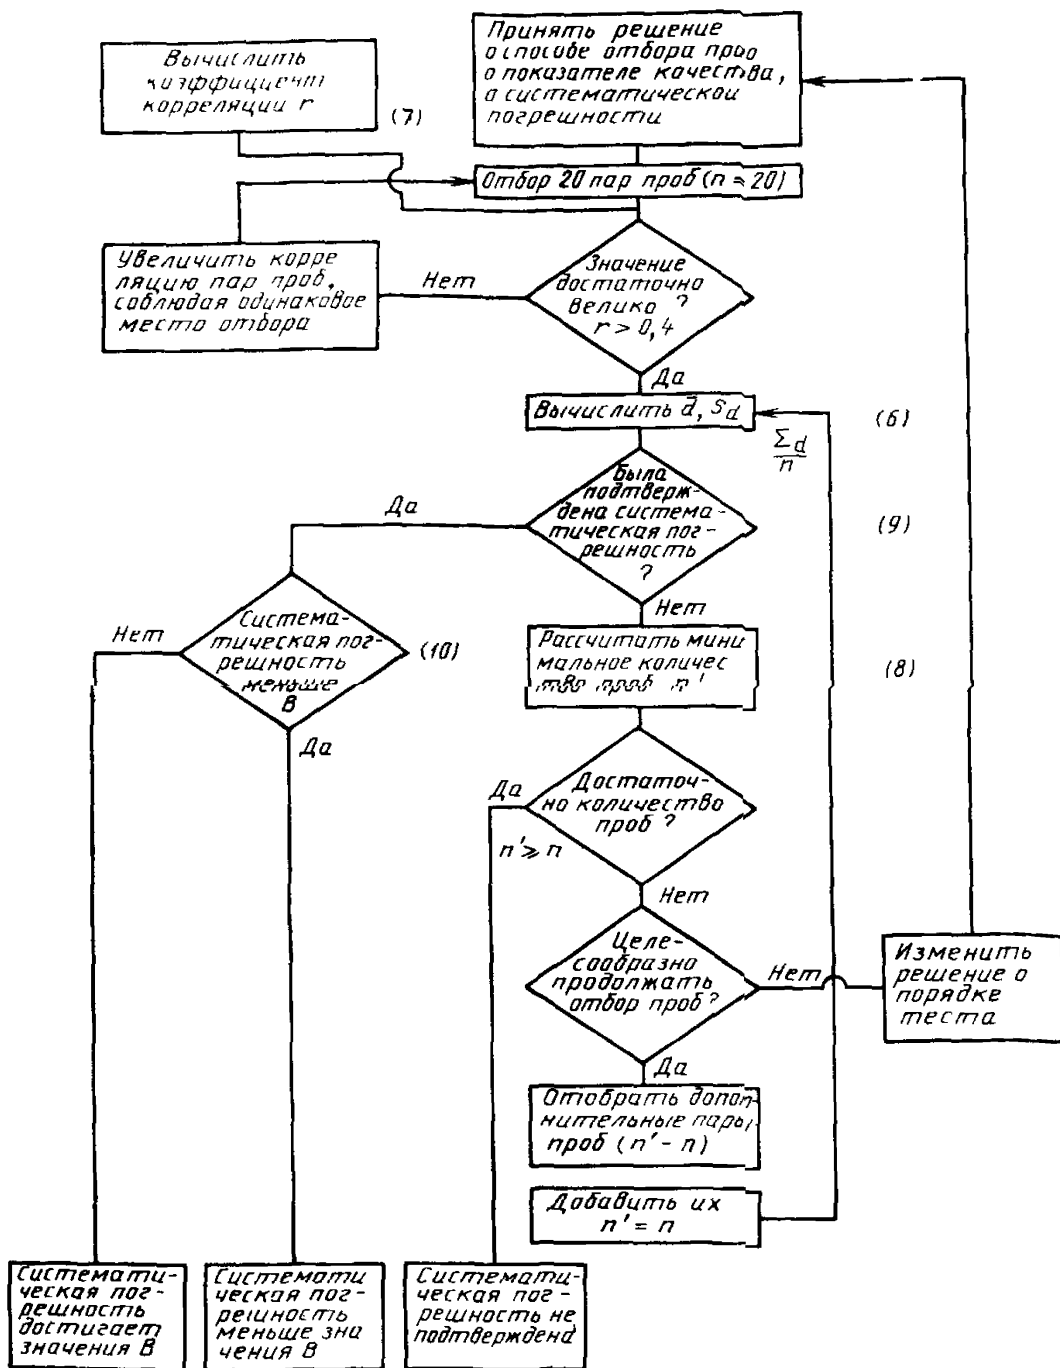 Вычислить
коэффициент
корреляции r
(7)
Принять решение
о способе отбора проо
о показателе качества,
о систематической
погрешности
Отбор 20 пар проб (n = 20)
Увеличить корре
ляцию пар проб,
соблюдая одинаковое
место отбора
Нет
Значение
достаточно
велико ?
r > 0,4
Да
Вычислить d̄, s_d
(6)
Σd
n
Была
подтверж-
дена система-
тическая пог-
решность
?
(9)
Да
Нет
Система-
тическая пог-
решность
меньше
В
(10)
Нет
Да
Рассчитать мини
мальное количес
тво проб n'
(8)
Достаточ-
но количество
проб ?
Да
n' ⩾ n
Нет
Целе-
сообразно
продолжать
отбор проб ?
Нет
Изменить
решение о
порядке
теста
Да
Отобрать допол-
нительные пары
проб (n' - n)
Добавить их
n' = n
Системати-
ческая пог-
решность
достигает
значения В
Системати
ческая пог-
решность
меньше зна
чения В
Системати-
ческая пог-
решность не
подтверждена